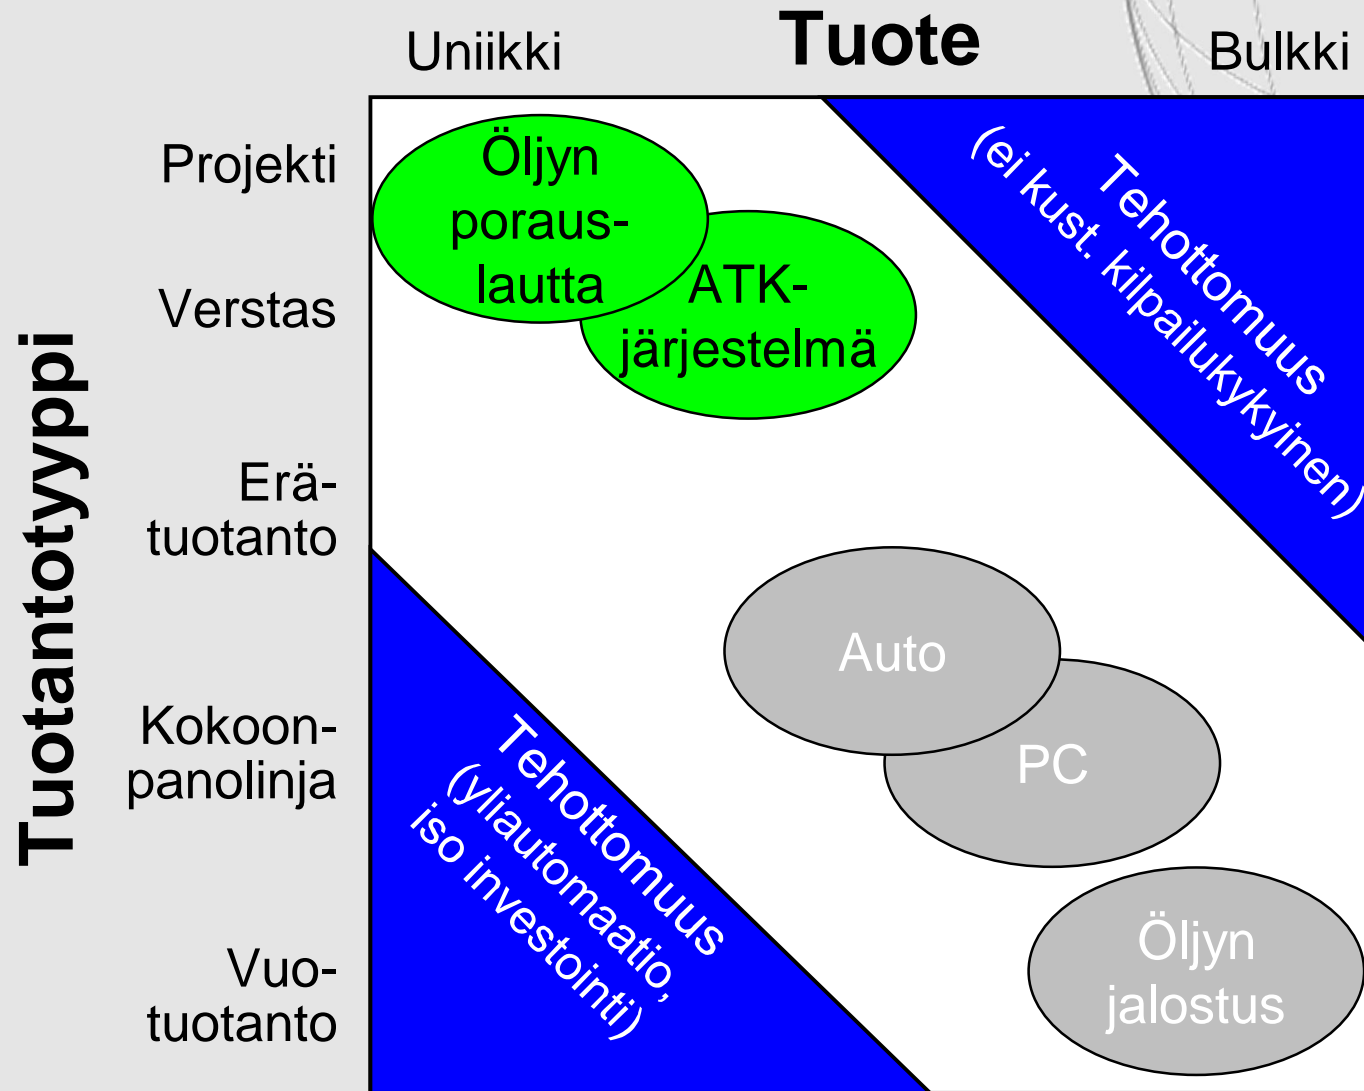 Tuote
Uniikki
Bulkki
Tuotantotyyppi
Projekti
Verstas
Erä-
tuotanto
Kokoon-
panolinja
Vuo-
tuotanto
Öljyn
poraus-
lautta
ATK-
järjestelmä
Tehottomuus
(ei kust. kilpailukykyinen)
Auto
PC
Öljyn
jalostus
Tehottomuus
(yliautomaatio,
iso investointi)